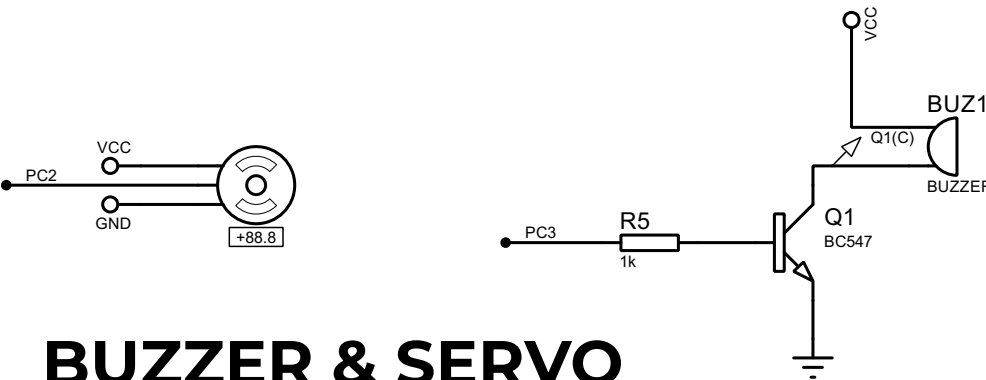 VCC
PC2
GND
+88.8
VCC
BUZ1
Q1(C)
BUZZER
Q1
BC547
R5
PC3
1k
BUZZER & SERVO